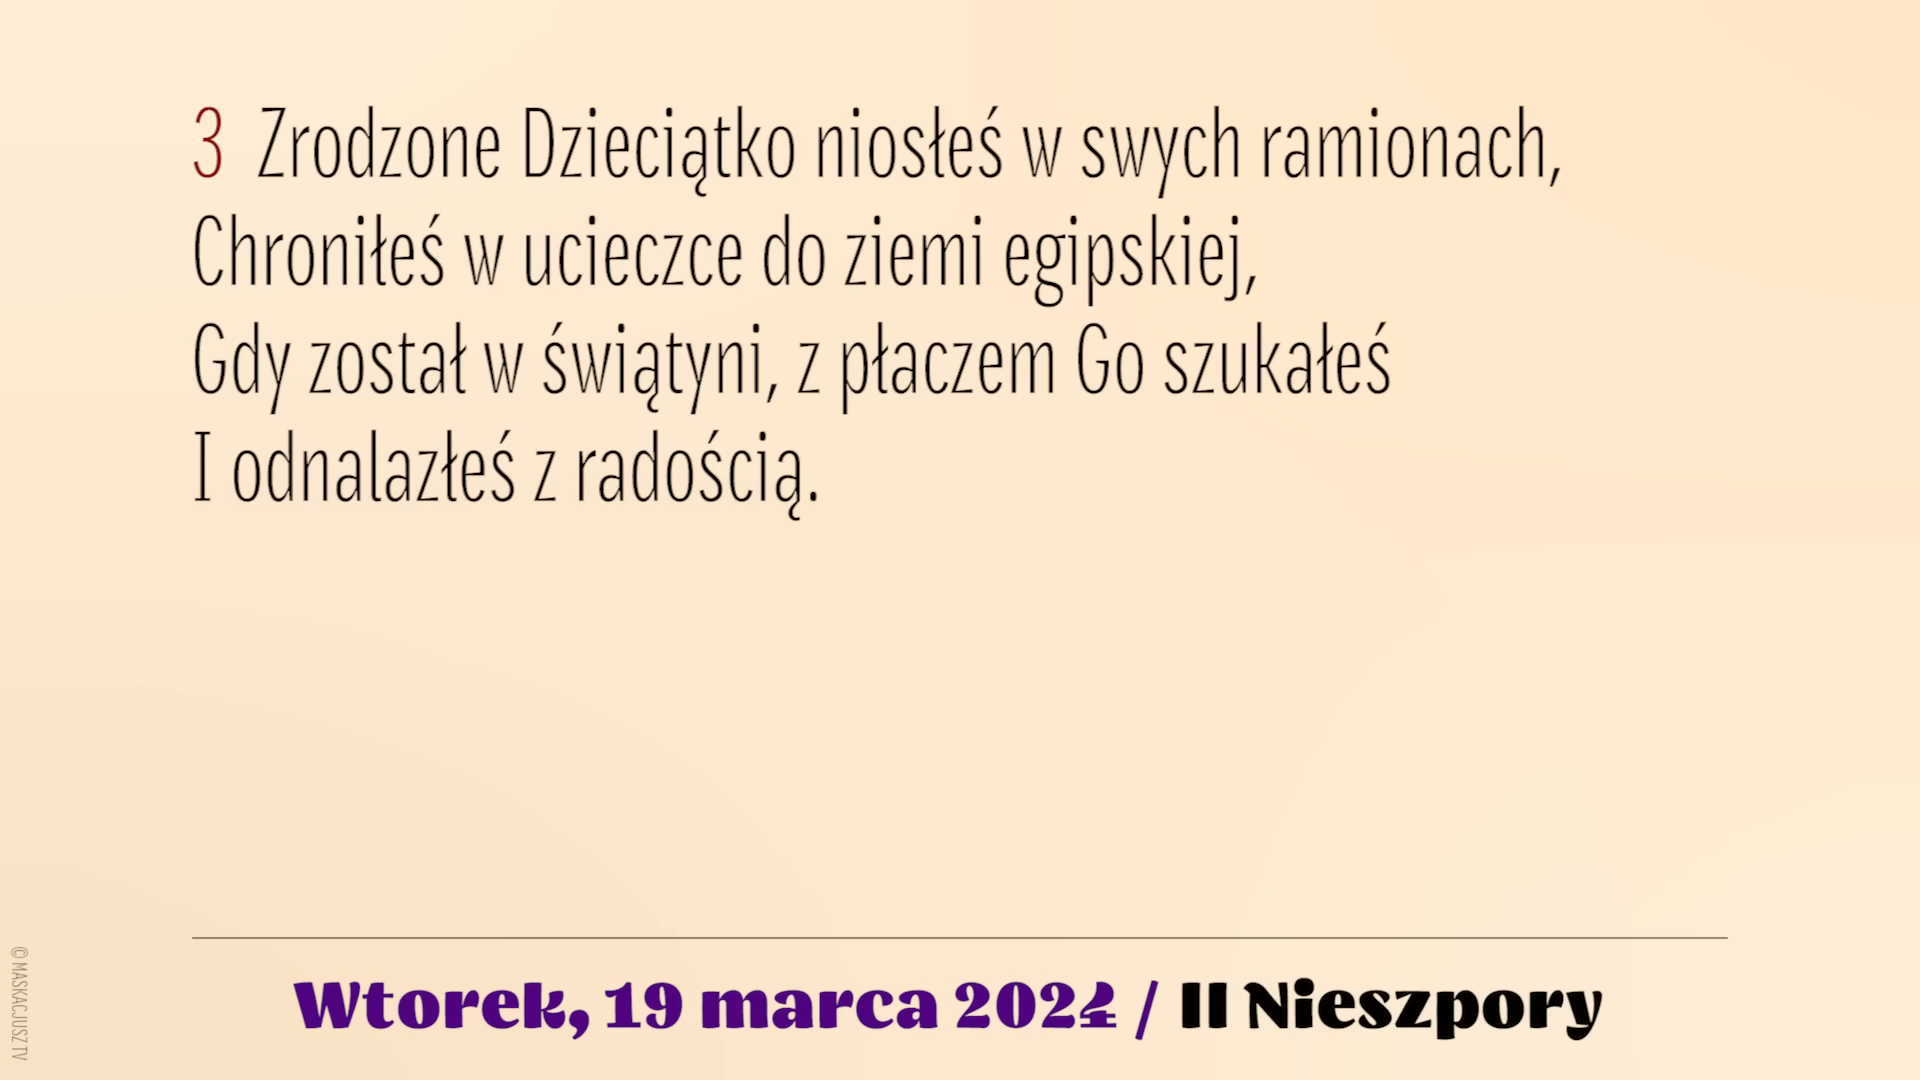 3 Zrodzone Dzieciątko niosłeś w swych ramionach,
Chroniłeś w ucieczce do ziemi egipskiej,
Gdy został w świątyni, z płaczem Go szukałeś
I odnalazłeś z radością.
Wtorek, 19 marca 2024 / II Nieszpory
© MASKACJUSZ TV